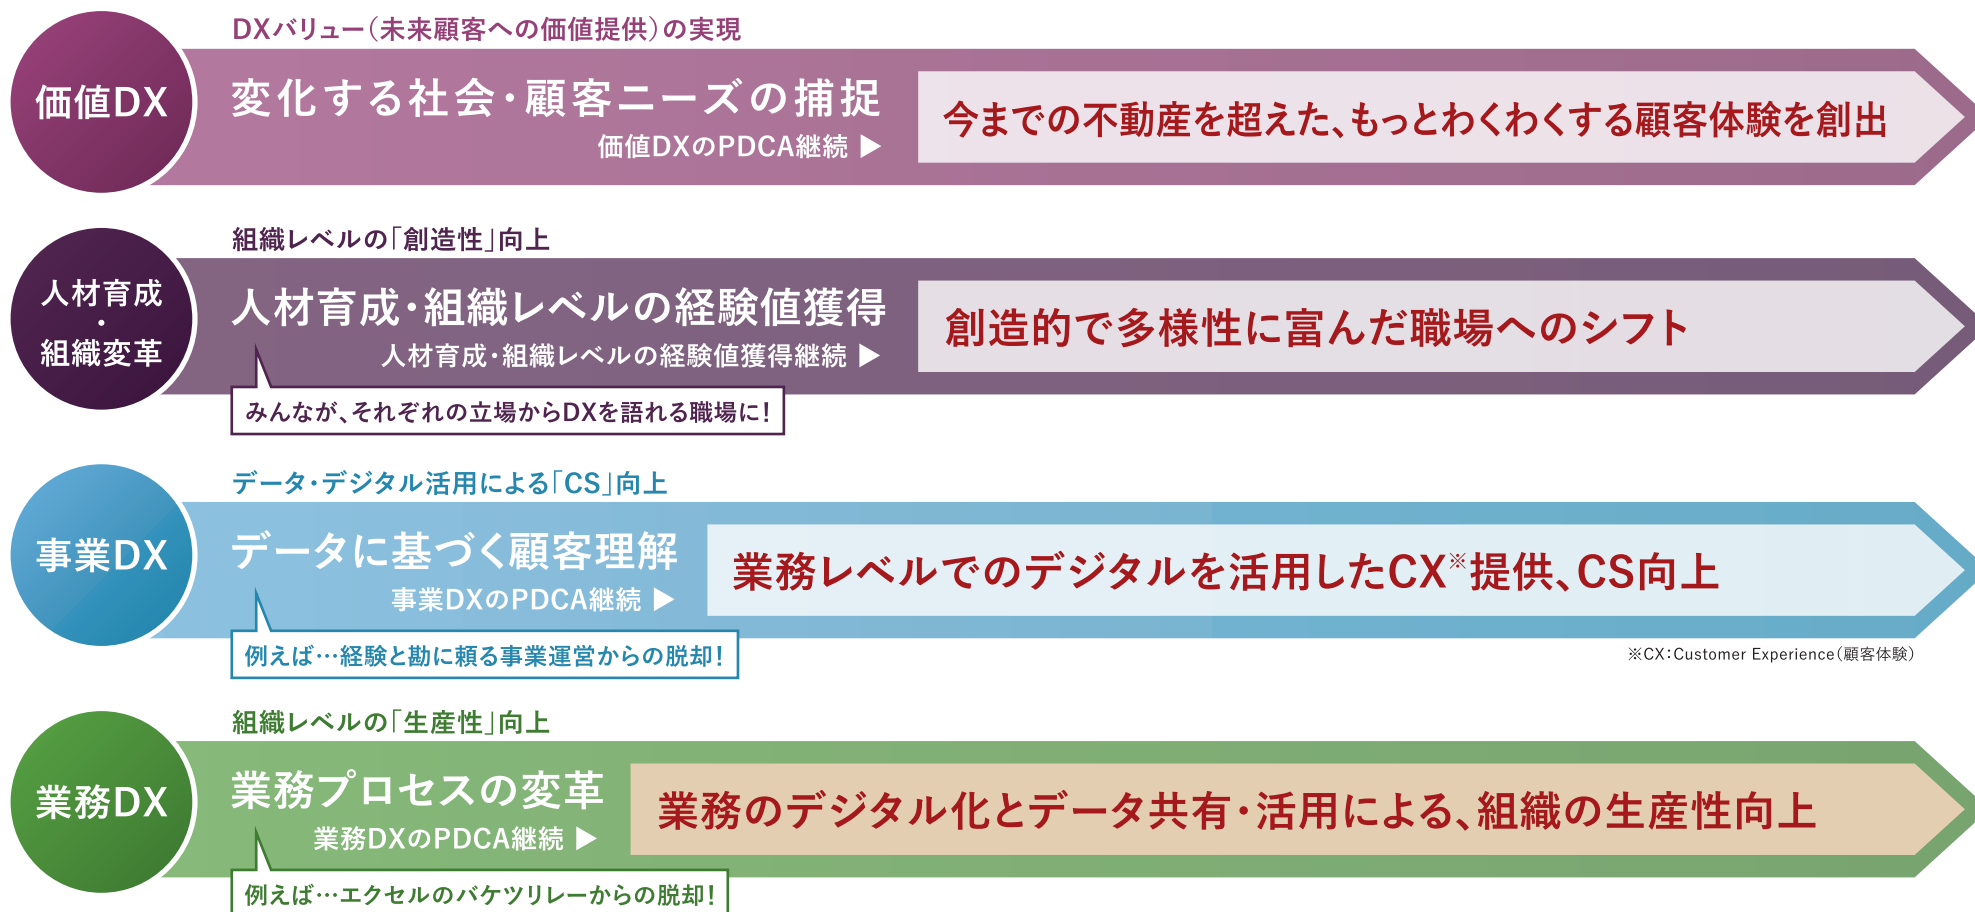 DXバリュー（未来顧客への価値提供）の実現
価値DX
変化する社会・顧客ニーズの捕捉
価値DXのPDCA継続 ▶
今までの不動産を超えた、もっとわくわくする顧客体験を創出
組織レベルの「創造性」向上
人材育成
・
組織変革
人材育成・組織レベルの経験値獲得
人材育成・組織レベルの経験値獲得継続 ▶
創造的で多様性に富んだ職場へのシフト
みんなが、それぞれの立場からDXを語れる職場に！
データ・デジタル活用による「CS」向上
事業DX
データに基づく顧客理解
事業DXのPDCA継続 ▶
業務レベルでのデジタルを活用したCX※提供、CS向上
例えば…経験と勘に頼る事業運営からの脱却！
※CX：Customer Experience（顧客体験）
組織レベルの「生産性」向上
業務DX
業務プロセスの変革
業務DXのPDCA継続 ▶
業務のデジタル化とデータ共有・活用による、組織の生産性向上
例えば…エクセルのバケツリレーからの脱却！